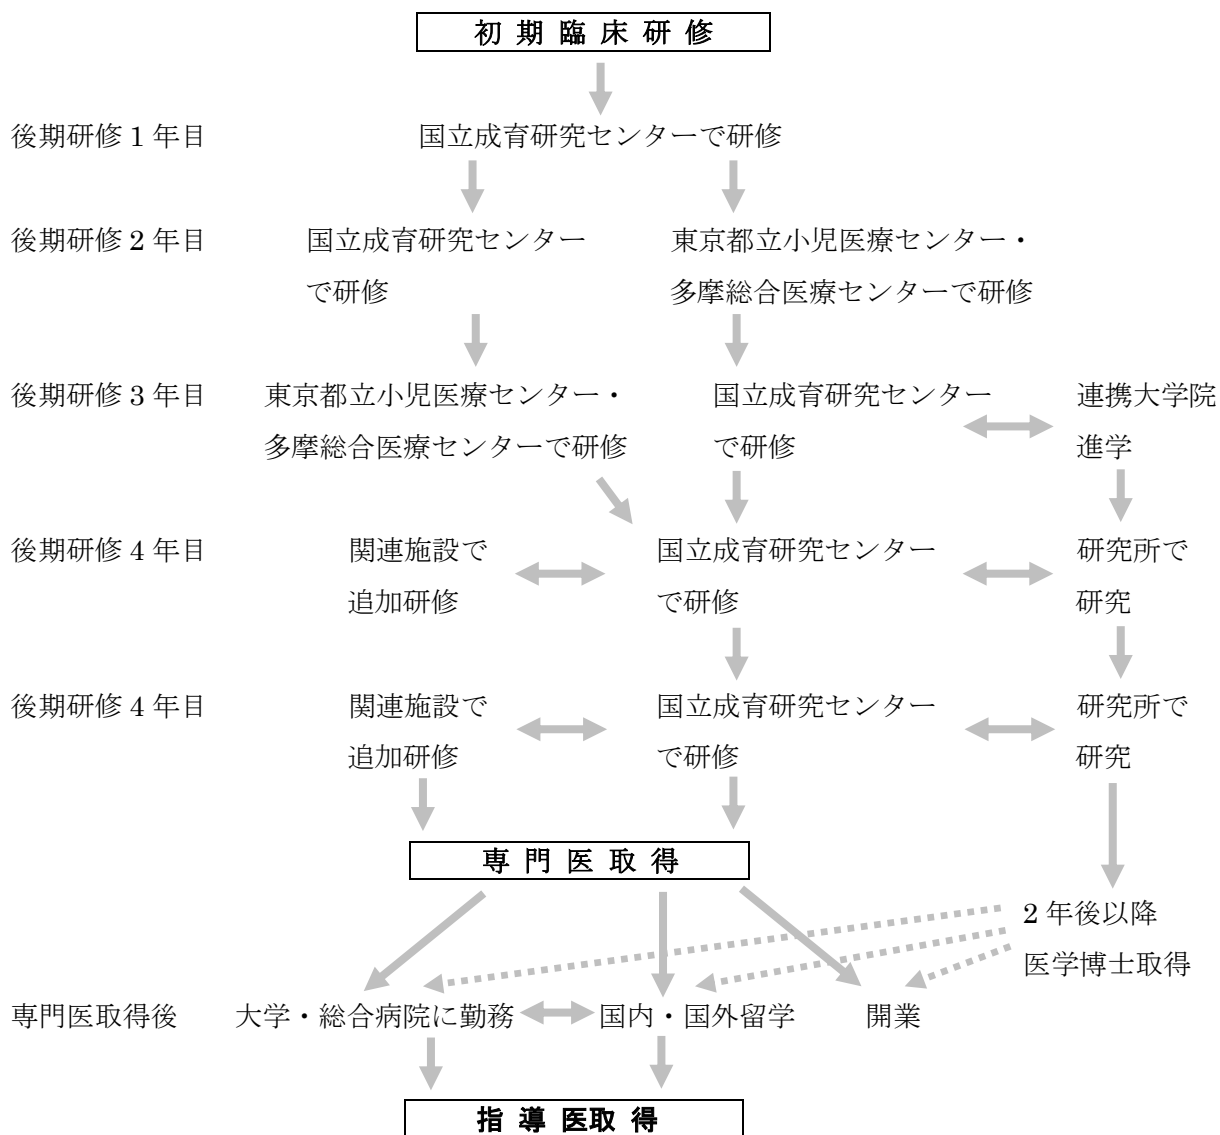 初 期 臨 床 研 修
後期研修 1 年目 国立成育研究センターで研修
後期研修 2 年目 国立成育研究センター 東京都立小児医療センター・
で研修 多摩総合医療センターで研修
後期研修 3 年目 東京都立小児医療センター・ 国立成育研究センター 連携大学院
多摩総合医療センターで研修 で研修 進学
後期研修 4 年目 関連施設で 国立成育研究センター 研究所で
追加研修 で研修 研究
後期研修 4 年目 関連施設で 国立成育研究センター 研究所で
追加研修 で研修 研究
専 門 医 取 得
2 年後以降
医学博士取得
専門医取得後 大学・総合病院に勤務 国内・国外留学 開業
指 導 医取 得